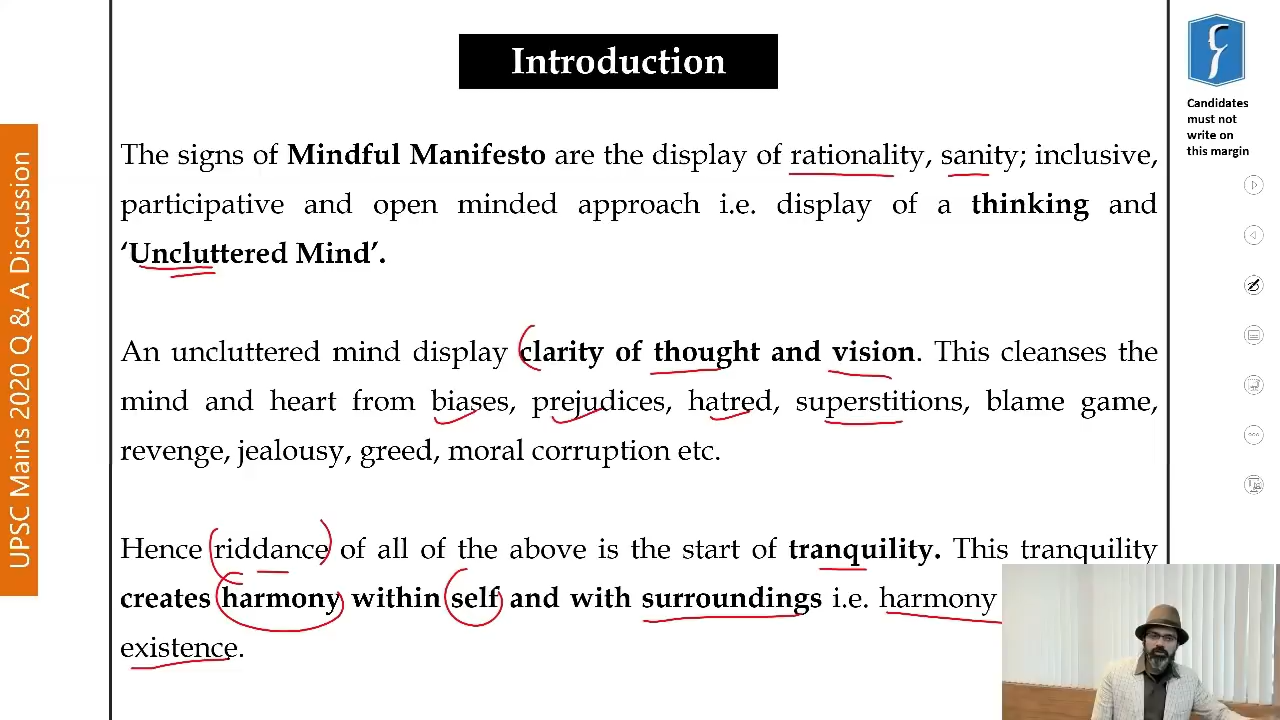 Introduction
The signs of Mindful Manifesto are the display of rationality, sanity; inclusive,
participative and open minded approach i.e. display of a thinking and
‘Uncluttered Mind’.
An uncluttered mind display clarity of thought and vision. This cleanses the
mind and heart from biases, prejudices, hatred, superstitions, blame game,
revenge, jealousy, greed, moral corruption etc.
Hence riddance of all of the above is the start of tranquility. This tranquility
creates harmony within self and with surroundings i.e. harmony
existence.
UPSC Mains 2020 Q & A Discussion
Candidates
must not
write on
this margin